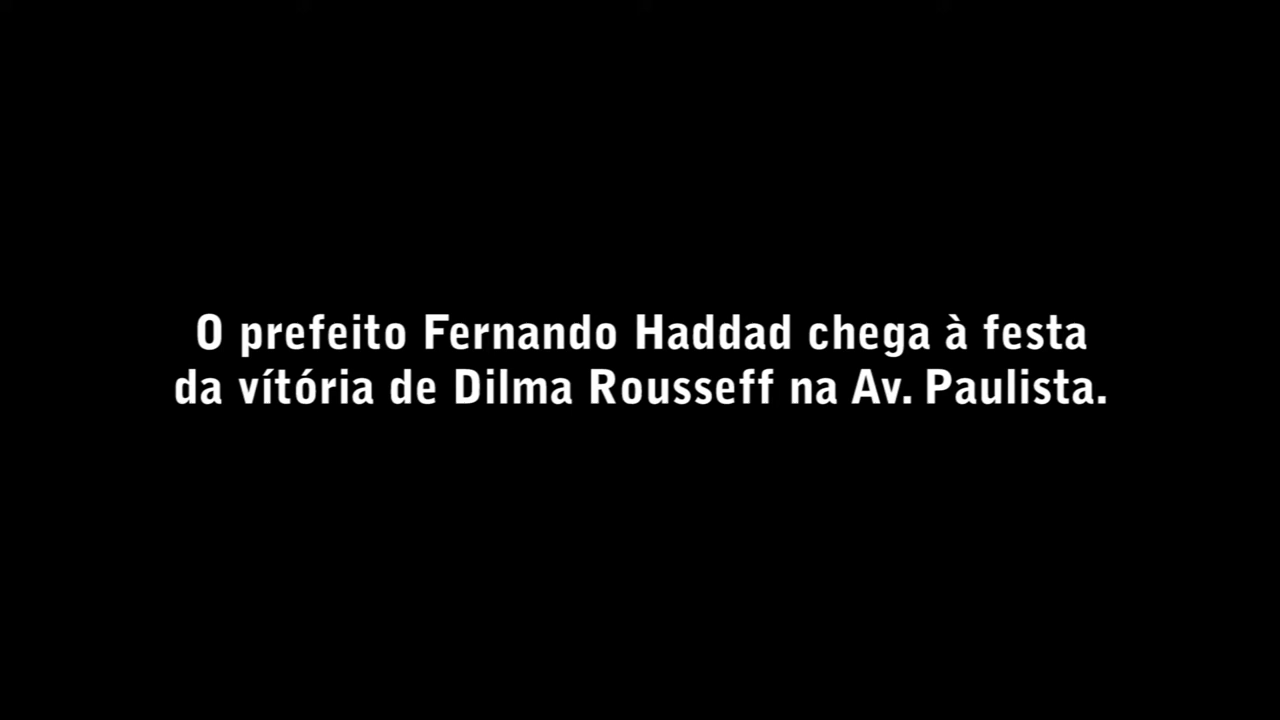 O prefeito Fernando Haddad chega à festa
da vítória de Dilma Rousseff na Av. Paulista.